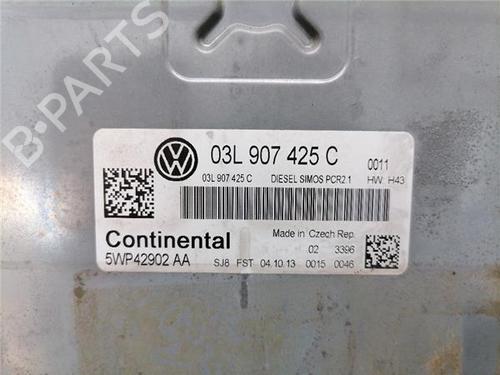 B-PARTS
03L 907 425 C
0011
03L 907 425 C DIESEL SIMOS PCR2.1 HW H43
Continental
5WP42902 AA
Made in Czech Rep.
02 3396
SJ8 FST 04.10.13 0015 0046